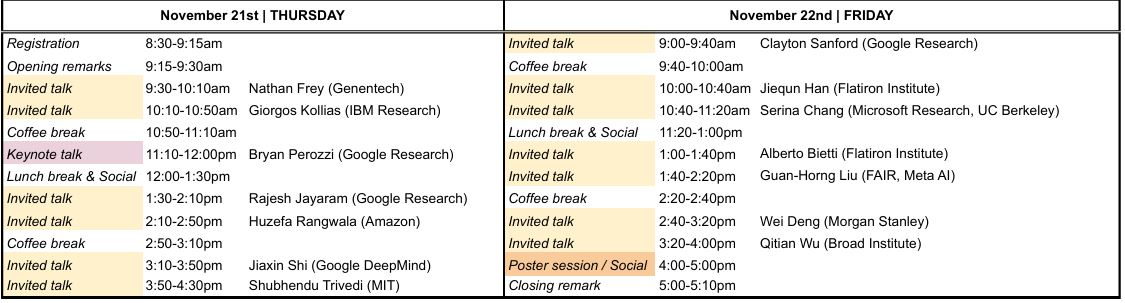 November 21st | THURSDAY
Registration 8:30-9:15am
Opening remarks 9:15-9:30am
Invited talk 9:30-10:10am Nathan Frey (Genentech)
Invited talk 10:10-10:50am Giorgos Kollias (IBM Research)
Coffee break 10:50-11:10am
Keynote talk 11:10-12:00pm Bryan Perozzi (Google Research)
Lunch break & Social 12:00-1:30pm
Invited talk 1:30-2:10pm Rajesh Jayaram (Google Research)
Invited talk 2:10-2:50pm Huzefa Rangwala (Amazon)
Coffee break 2:50-3:10pm
Invited talk 3:10-3:50pm Jiaxin Shi (Google DeepMind)
Invited talk 3:50-4:30pm Shubhendu Trivedi (MIT)
November 22nd | FRIDAY
Invited talk 9:00-9:40am Clayton Sanford (Google Research)
Coffee break 9:40-10:00am
Invited talk 10:00-10:40am Jiequn Han (Flatiron Institute)
Invited talk 10:40-11:20am Serina Chang (Microsoft Research, UC Berkeley)
Lunch break & Social 11:20-1:00pm
Invited talk 1:00-1:40pm Alberto Bietti (Flatiron Institute)
Invited talk 1:40-2:20pm Guan-Horng Liu (FAIR, Meta AI)
Coffee break 2:20-2:40pm
Invited talk 2:40-3:20pm Wei Deng (Morgan Stanley)
Invited talk 3:20-4:00pm Qitian Wu (Broad Institute)
Poster session / Social 4:00-5:00pm
Closing remark 5:00-5:10pm